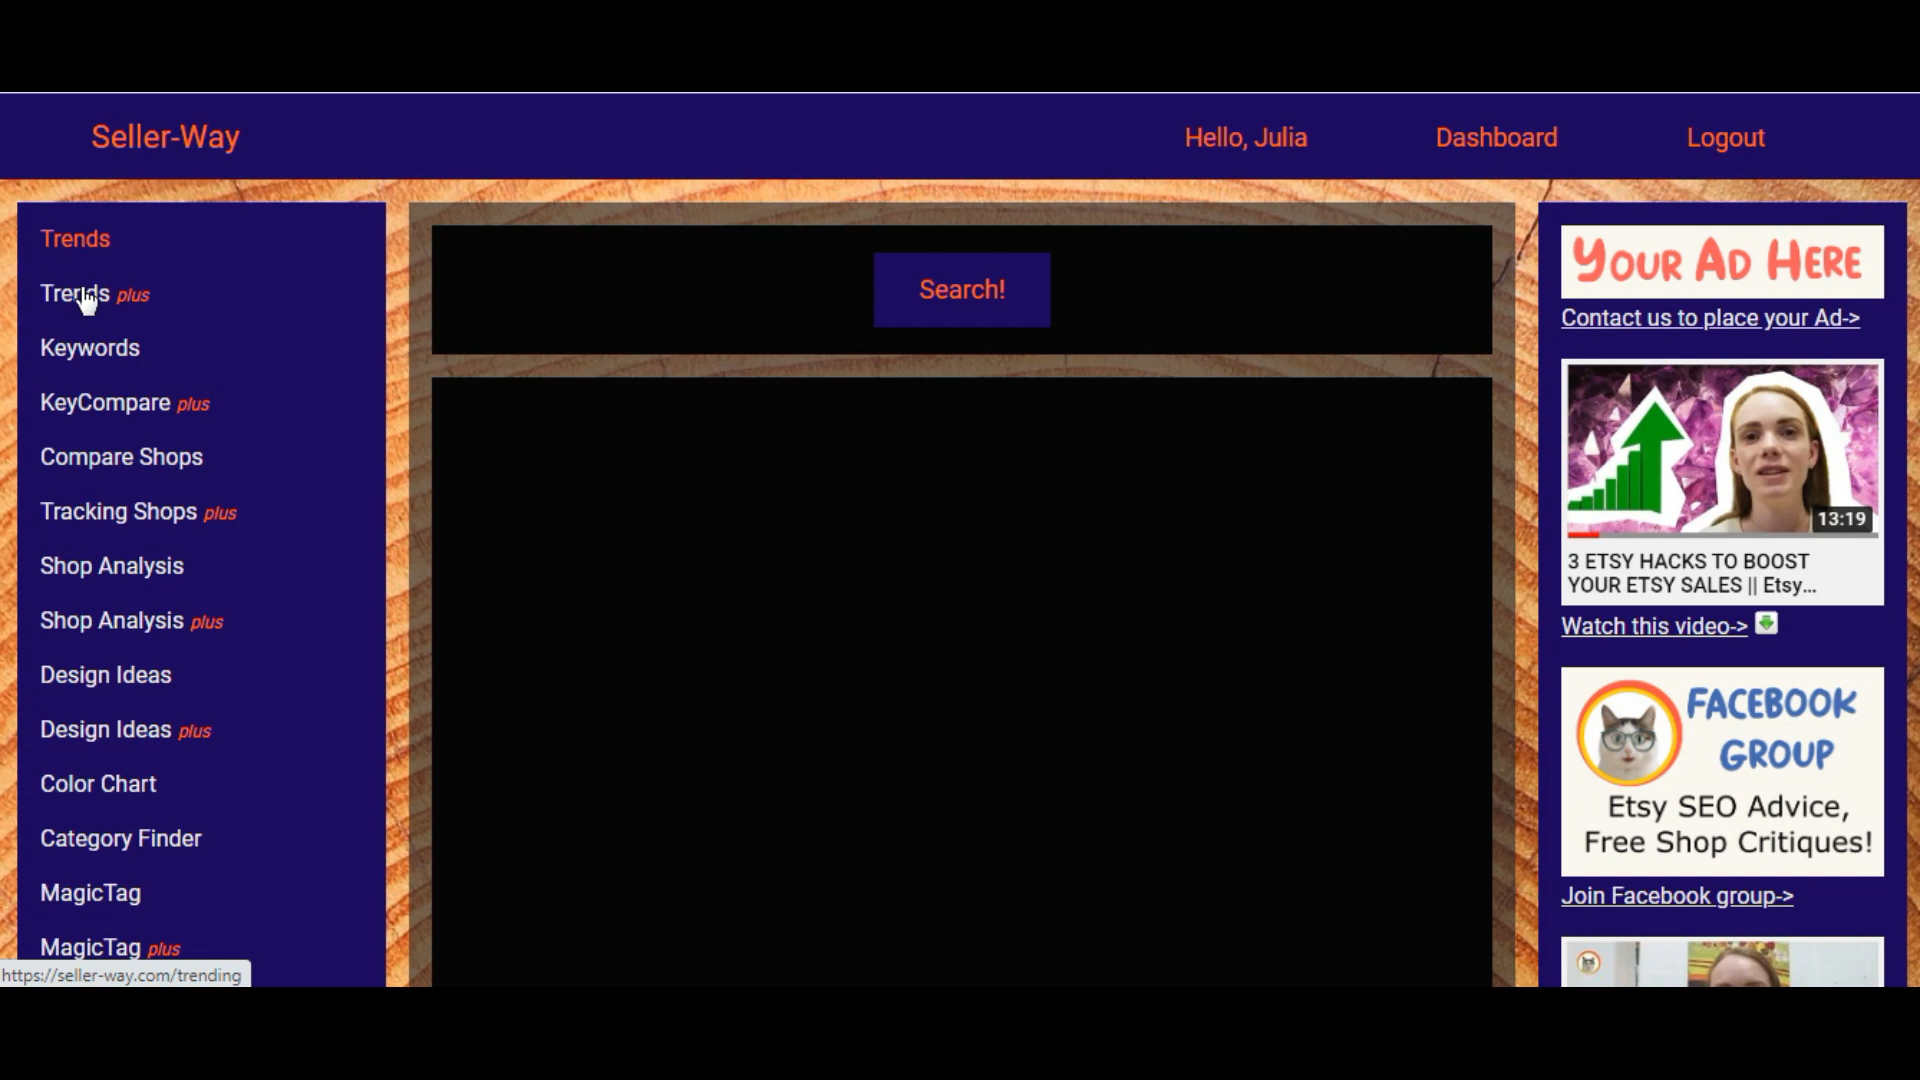 Seller-Way
Hello, Julia
Dashboard
Logout
Trends
Trends plus
Keywords
KeyCompare plus
Compare Shops
Tracking Shops plus
Shop Analysis
Shop Analysis plus
Design Ideas
Design Ideas plus
Color Chart
Category Finder
MagicTag
MagicTag plus
https://seller-way.com/trending
Search!
YOUR AD HERE
Contact us to place your Ad->
13:19
3 ETSY HACKS TO BOOST
YOUR ETSY SALES || Etsy...
Watch this video->
FACEBOOK
GROUP
Etsy SEO Advice,
Free Shop Critiques!
Join Facebook group->